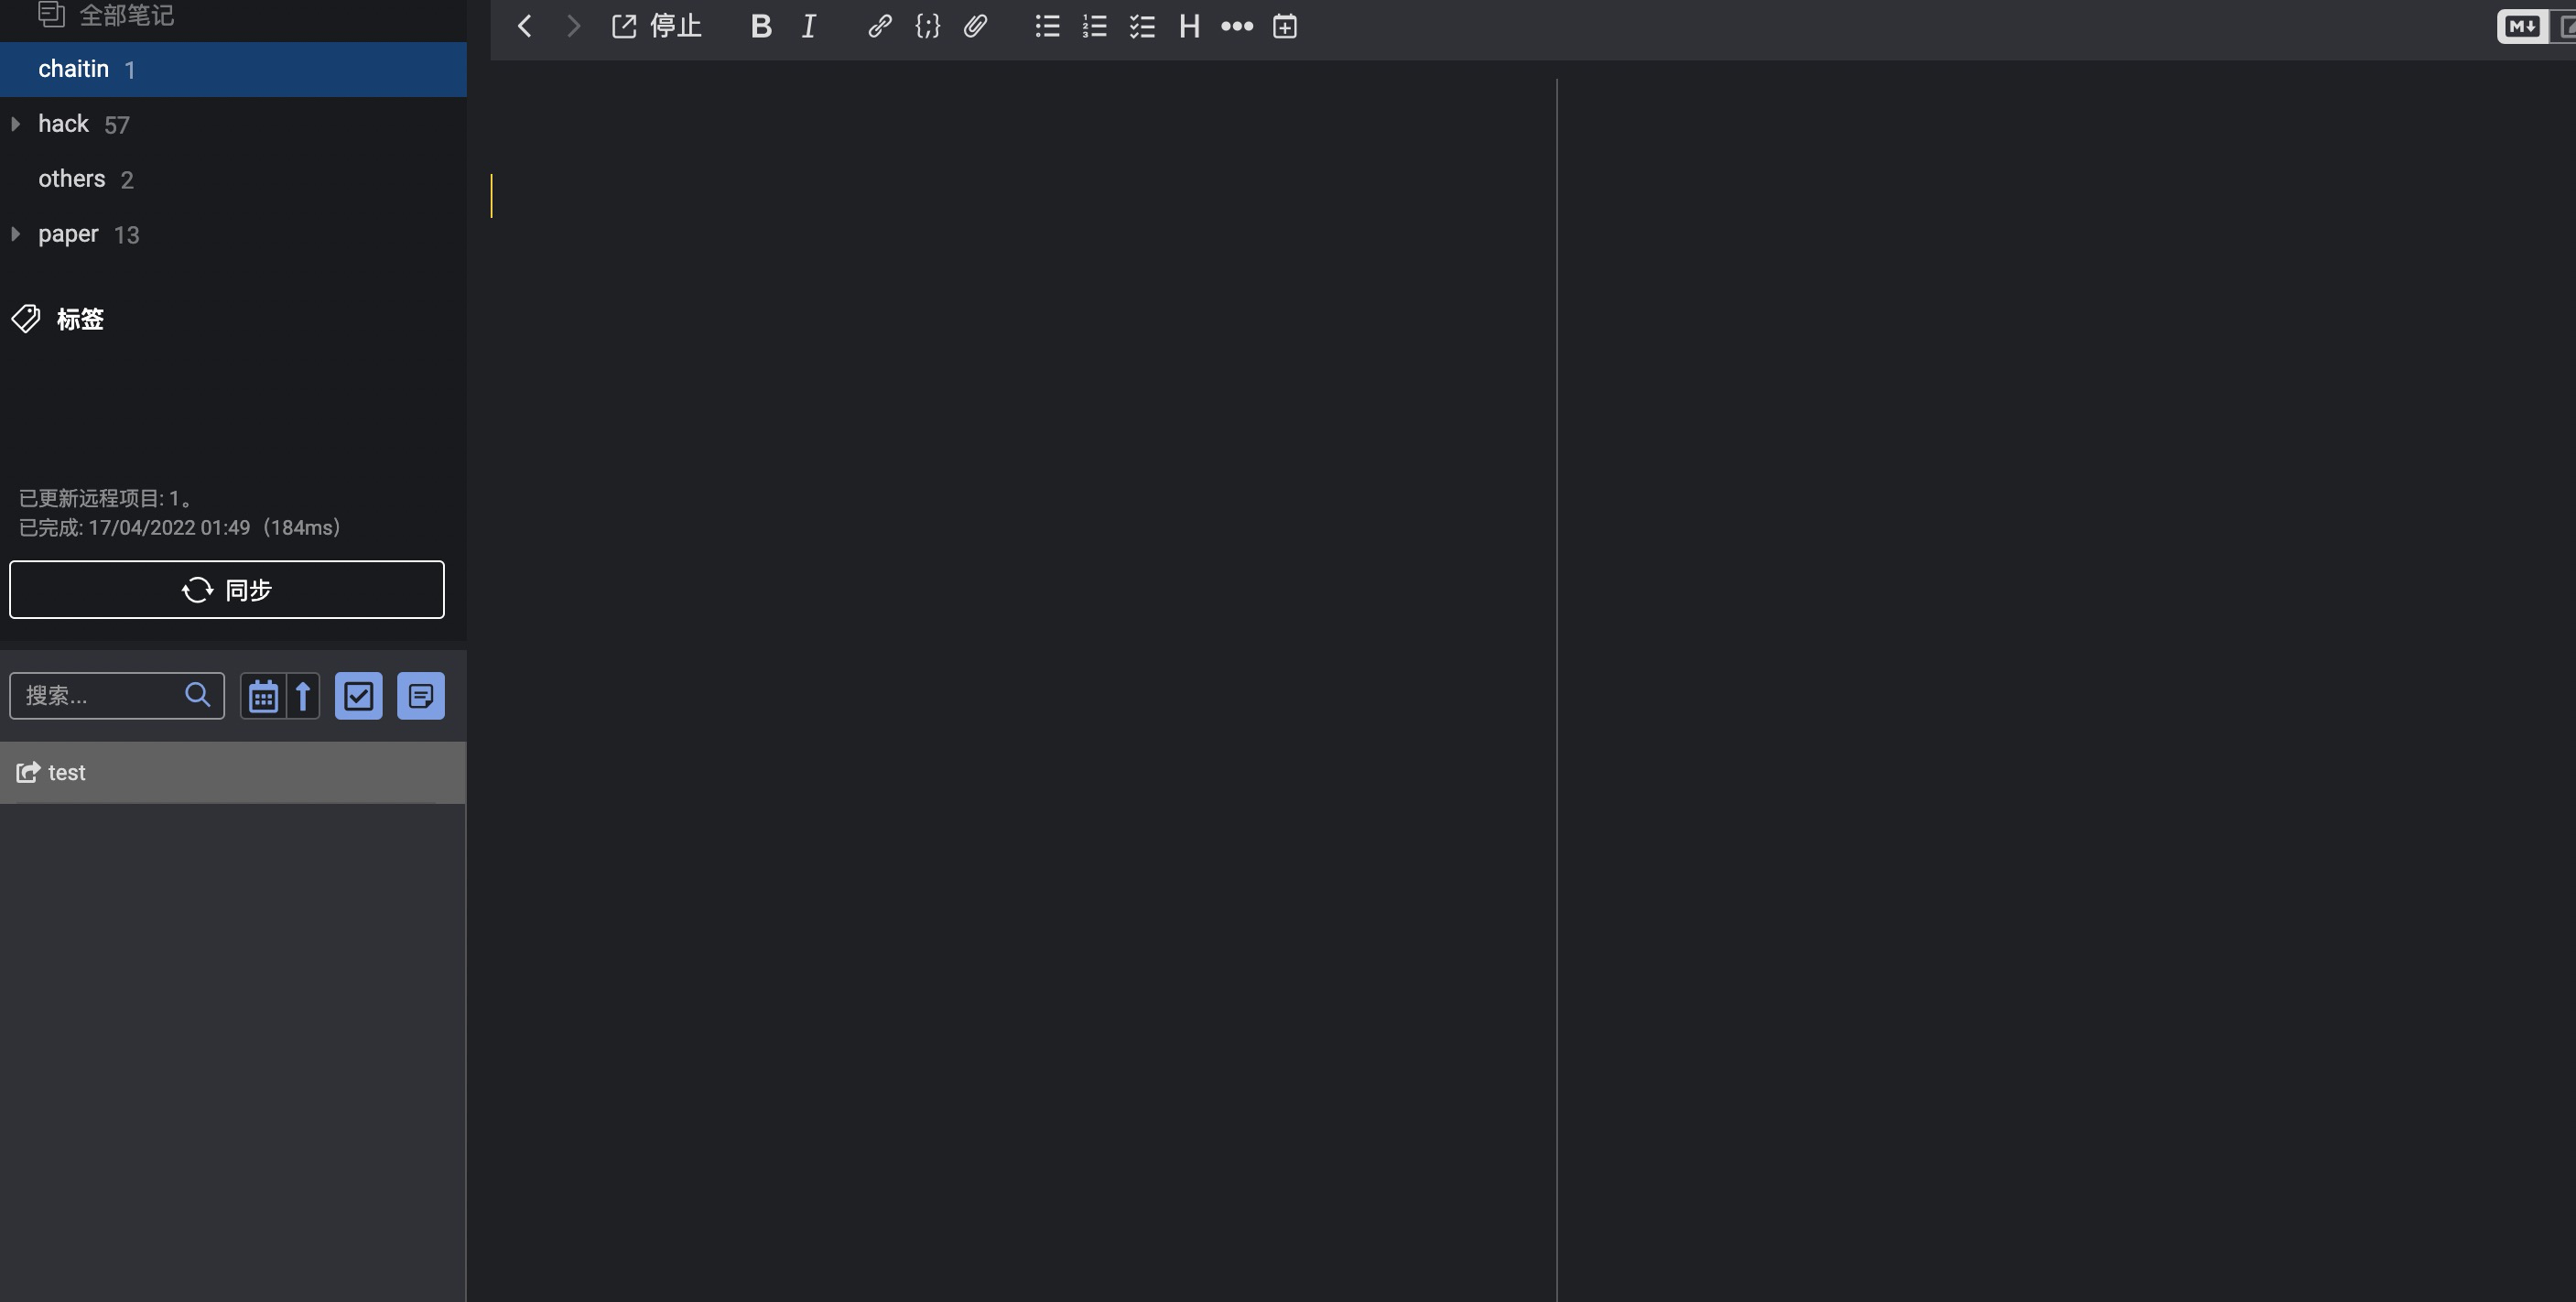 全部笔记
chaitin 1
hack 57
others 2
paper 13
标签
已更新远程项目: 1。
已完成: 17/04/2022 01:49（184ms）
同步
搜索...
test
停止
B I
H
M